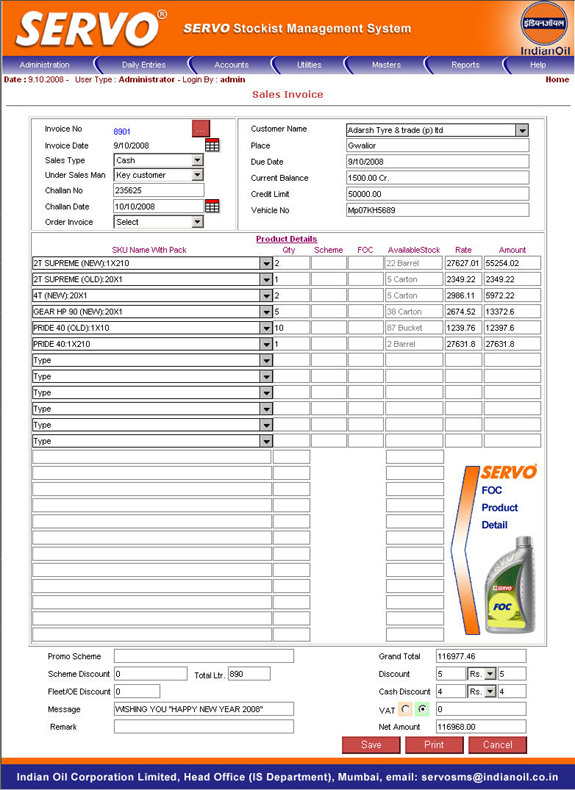 SERVO® SERVO Stockist Management System
इंडियनऑयल
IndianOil
Administration Daily Entries Accounts Utilities Masters Reports Help
Date : 9.10.2008 - User Type : Administrator - Login By : admin Home
Sales Invoice
Invoice No 8901 ...
Invoice Date 9/10/2008
Sales Type Cash
Under Sales Man Key customer
Challan No 235625
Challan Date 10/10/2008
Order Invoice Select
Customer Name Adarsh Tyre & trade (p) ltd
Place Gwalior
Due Date 9/10/2008
Current Balance 1500.00 Cr.
Credit Limit 50000.00
Vehicle No Mp07KH5689
Product Details
SKU Name With Pack Qty Scheme FOC AvailableStock Rate Amount
2T SUPREME (NEW):1X210 2 22 Barrel 27627.01 55254.02
2T SUPREME (OLD):20X1 1 5 Carton 2349.22 2349.22
4T (NEW):20X1 2 5 Carton 2986.11 5972.22
GEAR HP 90 (NEW):20X1 5 38 Carton 2674.52 13372.6
PRIDE 40 (OLD):1X10 10 87 Bucket 1239.76 12397.6
PRIDE 40:1X210 1 2 Barrel 27631.8 27631.8
Type
Type
Type
Type
Type
Type
SERVO
FOC
Product
Detail
SERVO
FOC
Promo Scheme
Scheme Discount 0 Total Ltr. 890
Fleet/OE Discount 0
Message WISHING YOU "HAPPY NEW YEAR 2008"
Remark
Grand Total 116977.46
Discount 5 Rs. 5
Cash Discount 4 Rs. 4
VAT 0
Net Amount 116968.00
Save Print Cancel
Indian Oil Corporation Limited, Head Office (IS Department), Mumbai, email: servosms@indianoil.co.in